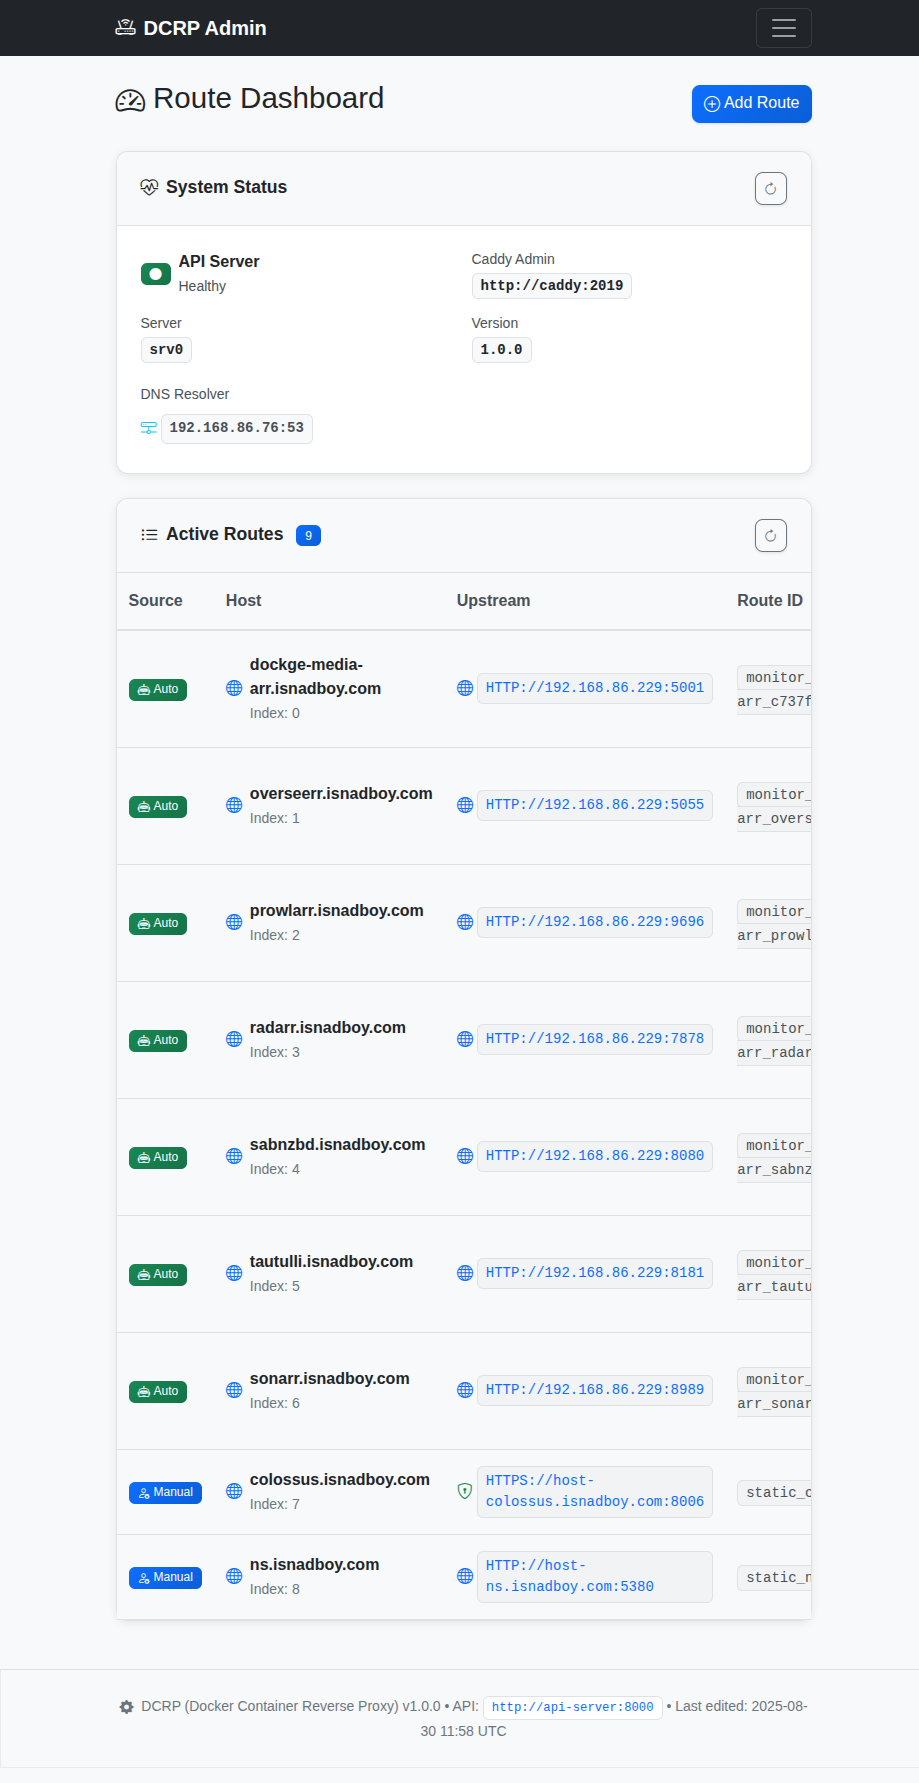 DCRP Admin
Route Dashboard
Add Route
System Status
API Server
Healthy
Caddy Admin
http://caddy:2019
Server
srv0
Version
1.0.0
DNS Resolver
192.168.86.76:53
Active Routes 9
Source Host Upstream Route ID
Auto
dockge-media-
arr.isnadboy.com
Index: 0
HTTP://192.168.86.229:5001
monitor_
arr_c737f
Auto
overseerr.isnadboy.com
Index: 1
HTTP://192.168.86.229:5055
monitor_
arr_overs
Auto
prowlarr.isnadboy.com
Index: 2
HTTP://192.168.86.229:9696
monitor_
arr_prowl
Auto
radarr.isnadboy.com
Index: 3
HTTP://192.168.86.229:7878
monitor_
arr_radar
Auto
sabnzbd.isnadboy.com
Index: 4
HTTP://192.168.86.229:8080
monitor_
arr_sabnz
Auto
tautulli.isnadboy.com
Index: 5
HTTP://192.168.86.229:8181
monitor_
arr_tautu
Auto
sonarr.isnadboy.com
Index: 6
HTTP://192.168.86.229:8989
monitor_
arr_sonar
Manual
colossus.isnadboy.com
Index: 7
HTTPS://host-
colossus.isnadboy.com:8006
static_c
Manual
ns.isnadboy.com
Index: 8
HTTP://host-
ns.isnadboy.com:5380
static_n
DCRP (Docker Container Reverse Proxy) v1.0.0 • API: http://api-server:8000 • Last edited: 2025-08-
30 11:58 UTC